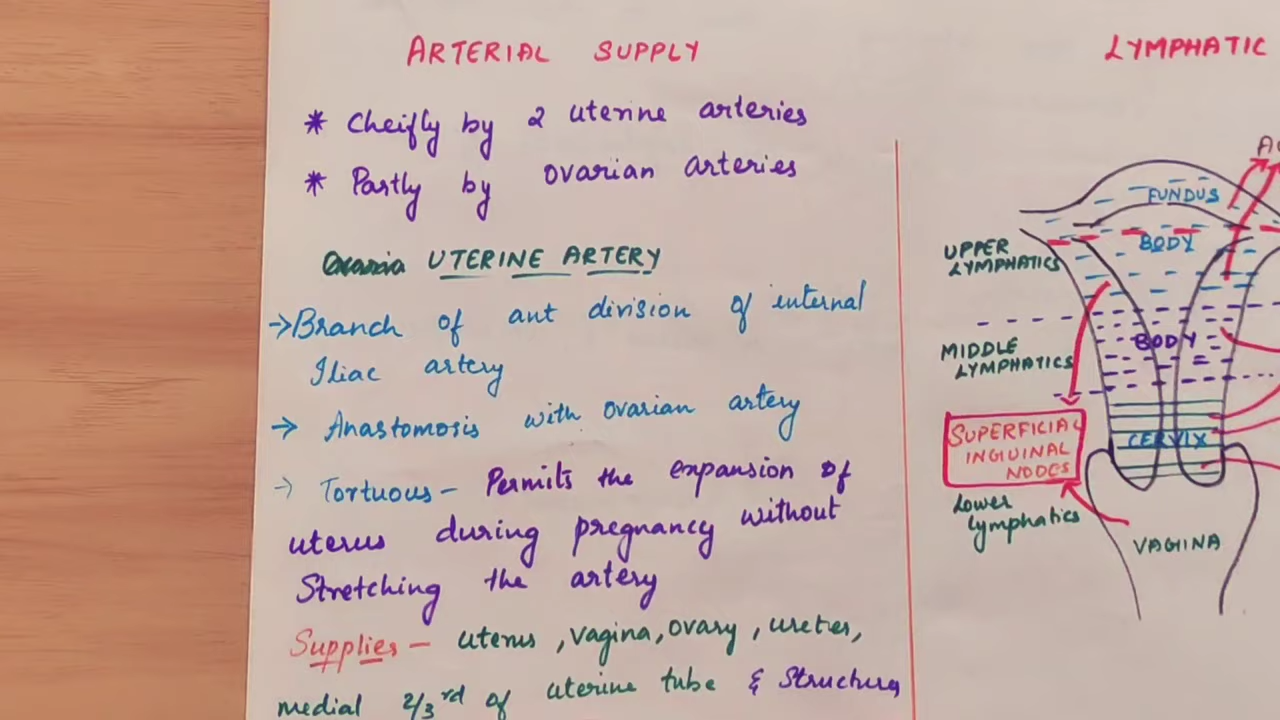 ARTERIAL SUPPLY
* Cheifly by 2 uterine arteries
* Partly by ovarian arteries
UTERINE ARTERY
→ Branch of ant division of internal
Iliac artery
→ Anastomosis with ovarian artery
→ Tortuous - Permits the expansion of
uterus during pregnancy without
Stretching the artery
Supplies - uterus, vagina, ovary, ureter,
medial 2/3rd of uterine tube & Structures
LYMPHATIC
FUNDUS
BODY
UPPER
LYMPHATICS
BODY
MIDDLE
LYMPHATICS
SUPERFICIAL
INGUINAL
NODES
CERVIX
Lower
lymphatics
VAGINA